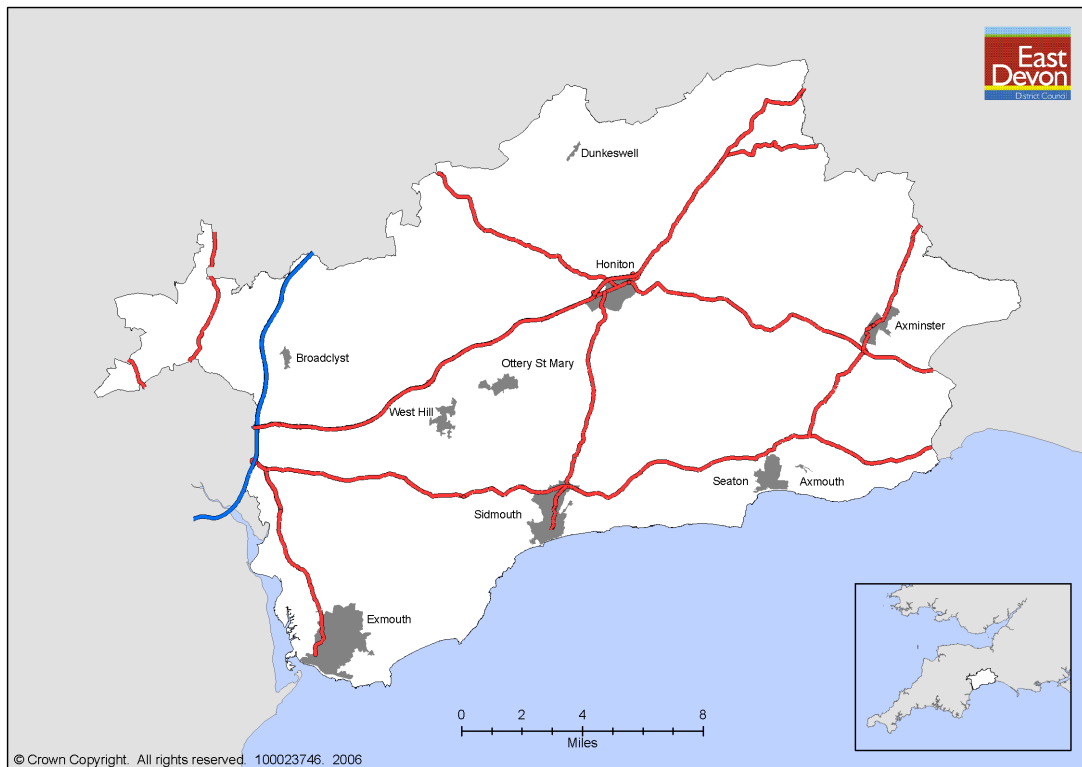 East
Devon
District Council
Dunkeswell
Honiton
Axminster
Broadclyst
Ottery St Mary
West Hill
Seaton
Axmouth
Sidmouth
Exmouth
0 2 4 8
Miles
© Crown Copyright. All rights reserved. 100023746. 2006